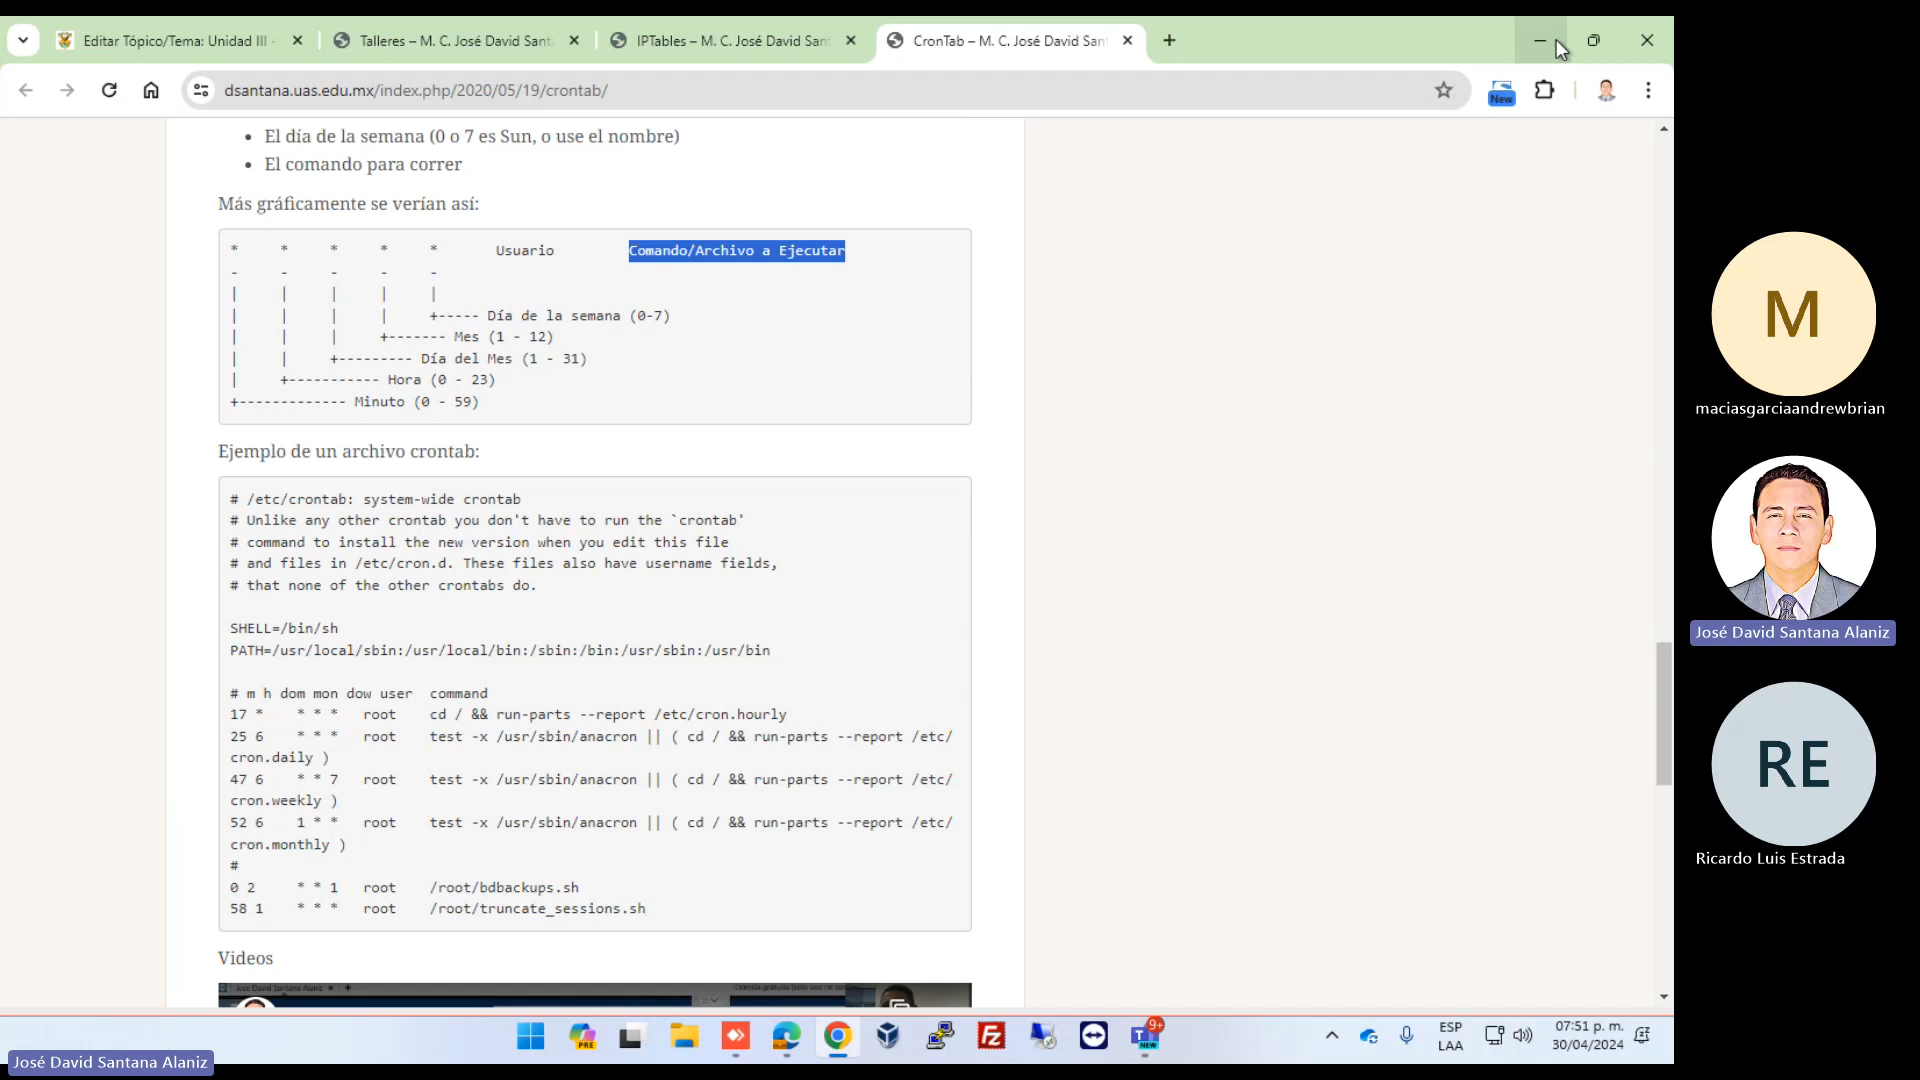 Editar Tópico/Tema: Unidad III -
Talleres – M. C. José David Sant
IPTables – M. C. José David Sant
CronTab – M. C. José David San
dsantana.uas.edu.mx/index.php/2020/05/19/crontab/
New
• El día de la semana (0 o 7 es Sun, o use el nombre)
• El comando para correr
Más gráficamente se verían así:
* * * * * Usuario Comando/Archivo a Ejecutar
- - - - -
| | | | |
| | | | +----- Día de la semana (0-7)
| | | +------- Mes (1 - 12)
| | +--------- Día del Mes (1 - 31)
| +----------- Hora (0 - 23)
+------------- Minuto (0 - 59)
Ejemplo de un archivo crontab:
# /etc/crontab: system-wide crontab
# Unlike any other crontab you don't have to run the `crontab'
# command to install the new version when you edit this file
# and files in /etc/cron.d. These files also have username fields,
# that none of the other crontabs do.
SHELL=/bin/sh
PATH=/usr/local/sbin:/usr/local/bin:/sbin:/bin:/usr/sbin:/usr/bin
# m h dom mon dow user command
17 * * * * root cd / && run-parts --report /etc/cron.hourly
25 6 * * * root test -x /usr/sbin/anacron || ( cd / && run-parts --report /etc/
cron.daily )
47 6 * * 7 root test -x /usr/sbin/anacron || ( cd / && run-parts --report /etc/
cron.weekly )
52 6 1 * * root test -x /usr/sbin/anacron || ( cd / && run-parts --report /etc/
cron.monthly )
#
0 2 * * 1 root /root/bdbackups.sh
58 1 * * * root /root/truncate_sessions.sh
Videos
Jose David Santana Alaniz
M
maciasgarciaandrewbrian
José David Santana Alaniz
RE
Ricardo Luis Estrada
PRE
Fz
T
NEW
9+
ESP
LAA
07:51 p. m.
30/04/2024
José David Santana Alaniz